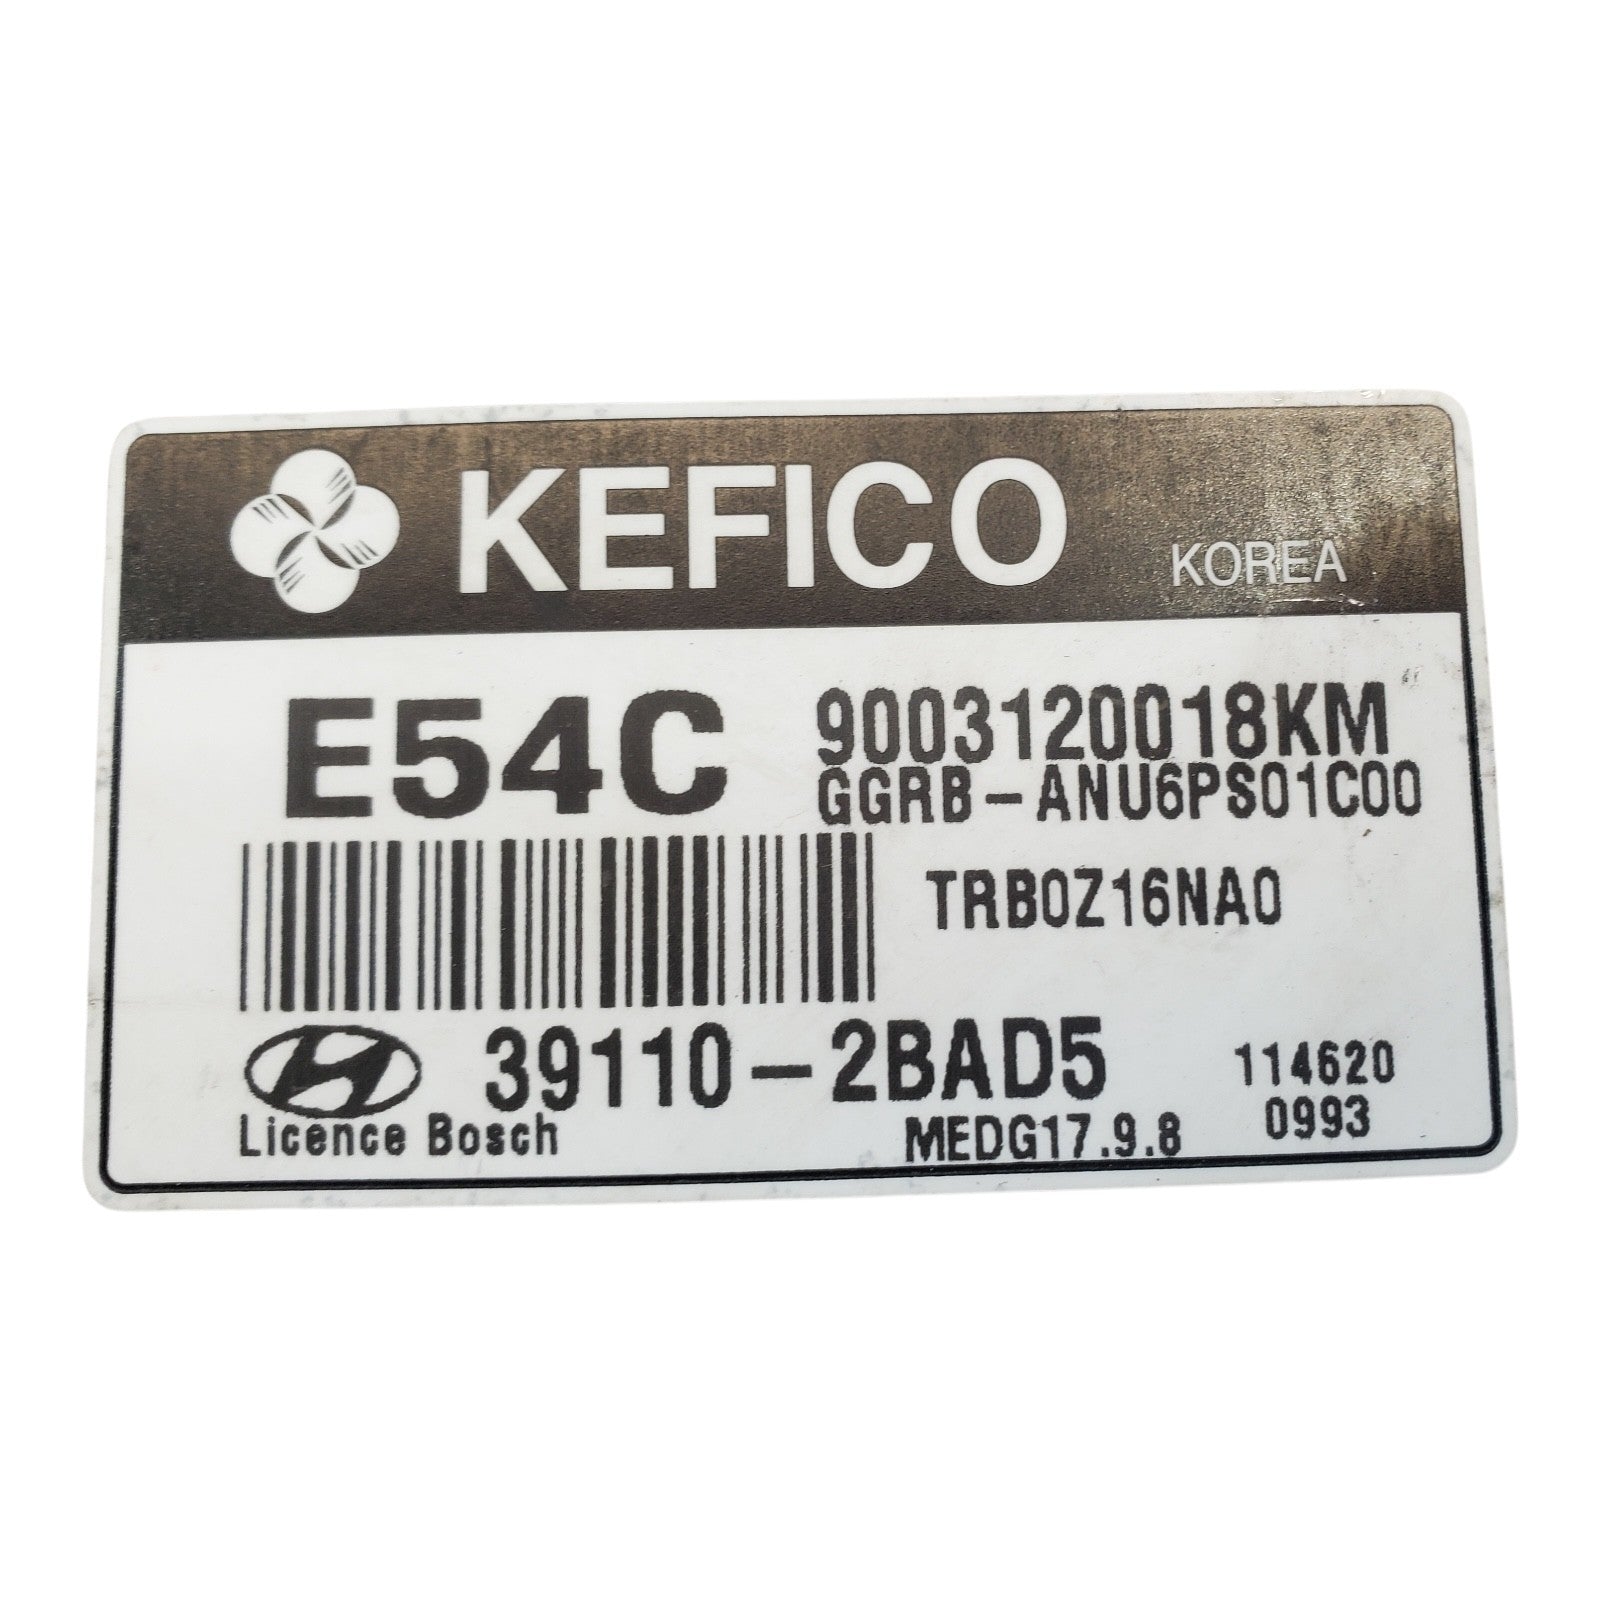 KEFICO KOREA
E54C 9003120018KM
GGRB-ANU6PS01C00
TRB0Z16NA0
39110-2BAD5 114620
Licence Bosch MEDG17.9.8 0993